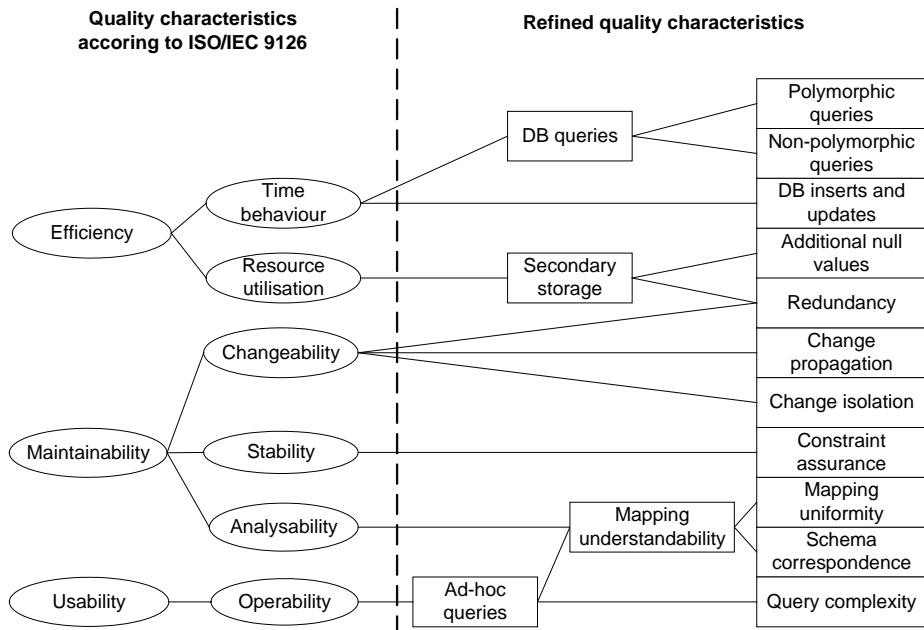 Quality characteristics
accoring to ISO/IEC 9126
Refined quality characteristics
Polymorphic
queries
DB queries
Non-polymorphic
queries
Time
behaviour
DB inserts and
updates
Efficiency
Additional null
values
Resource
utilisation
Secondary
storage
Redundancy
Changeability
Change
propagation
Change isolation
Maintainability
Stability
Constraint
assurance
Mapping
uniformity
Analysability
Mapping
understandability
Schema
correspondence
Usability
Operability
Ad-hoc
queries
Query complexity